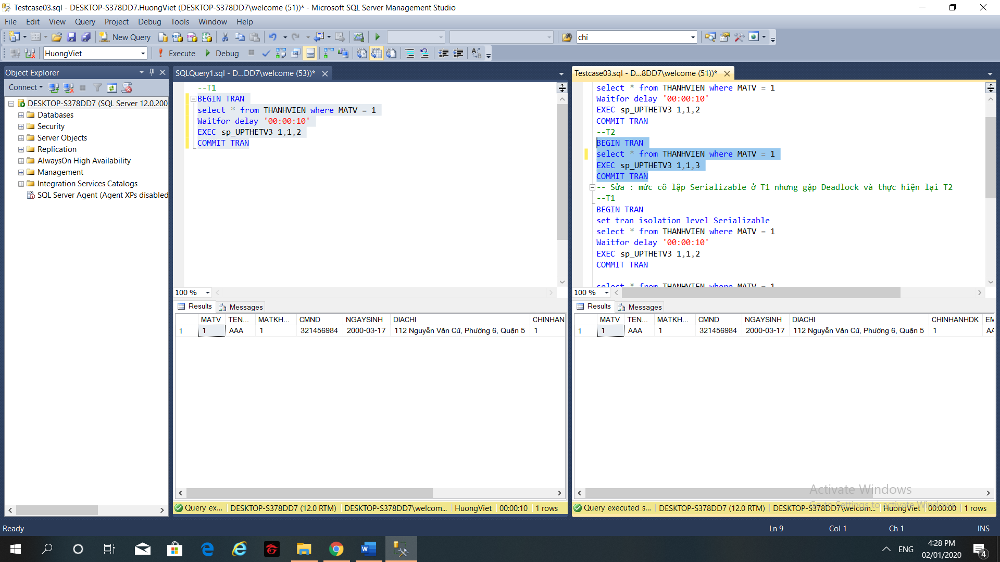 Testcase03.sql - DESKTOP-S378DD7.HuongViet (DESKTOP-S378DD7\welcome (51))* - Microsoft SQL Server Management Studio
File Edit View Query Project Debug Tools Window Help
New Query
chi
HuongViet
Execute
Debug
Object Explorer
Connect
DESKTOP-S378DD7 (SQL Server 12.0.200
Databases
Security
Server Objects
Replication
AlwaysOn High Availability
Management
Integration Services Catalogs
SQL Server Agent (Agent XPs disabled
SQLQuery1.sql - D...DD7\welcome (53))*
--T1
BEGIN TRAN
select * from THANHVIEN where MATV = 1
Waitfor delay '00:00:10'
EXEC sp_UPTHETV3 1,1,2
COMMIT TRAN
100 %
Results Messages
MATV TEN... MATKH... CMND NGAYSINH DIACHI CHINHAN
1 1 AAA 1 321456984 2000-03-17 112 Nguyễn Văn Cừ, Phường 6, Quận 5 1
Query ex... DESKTOP-S378DD7 (12.0 RTM) DESKTOP-S378DD7\welcom... HuongViet 00:00:10 1 rows
Testcase03.sql - D...8DD7\welcome (51))*
select * from THANHVIEN where MATV = 1
Waitfor delay '00:00:10'
EXEC sp_UPTHETV3 1,1,2
COMMIT TRAN
--T2
BEGIN TRAN
select * from THANHVIEN where MATV = 1
EXEC sp_UPTHETV3 1,1,3
COMMIT TRAN
-- Sửa : mức cô lập Serializable ở T1 nhưng gặp Deadlock và thực hiện lại T2
--T1
BEGIN TRAN
set tran isolation level Serializable
select * from THANHVIEN where MATV = 1
Waitfor delay '00:00:10'
EXEC sp_UPTHETV3 1,1,2
COMMIT TRAN
select * from THANHVIEN where MATV = 1
100 %
Results Messages
MATV TEN... MATKH... CMND NGAYSINH DIACHI CHINHANHDK EM
1 1 AAA 1 321456984 2000-03-17 112 Nguyễn Văn Cừ, Phường 6, Quận 5 1 AA
Activate Windows
Go to Settings to activate Windows.
Query executed s... DESKTOP-S378DD7 (12.0 RTM) DESKTOP-S378DD7\welcom... HuongViet 00:00:00 1 rows
Ready
Ln 9 Col 1 Ch 1 INS
ENG
4:28 PM
02/01/2020
4